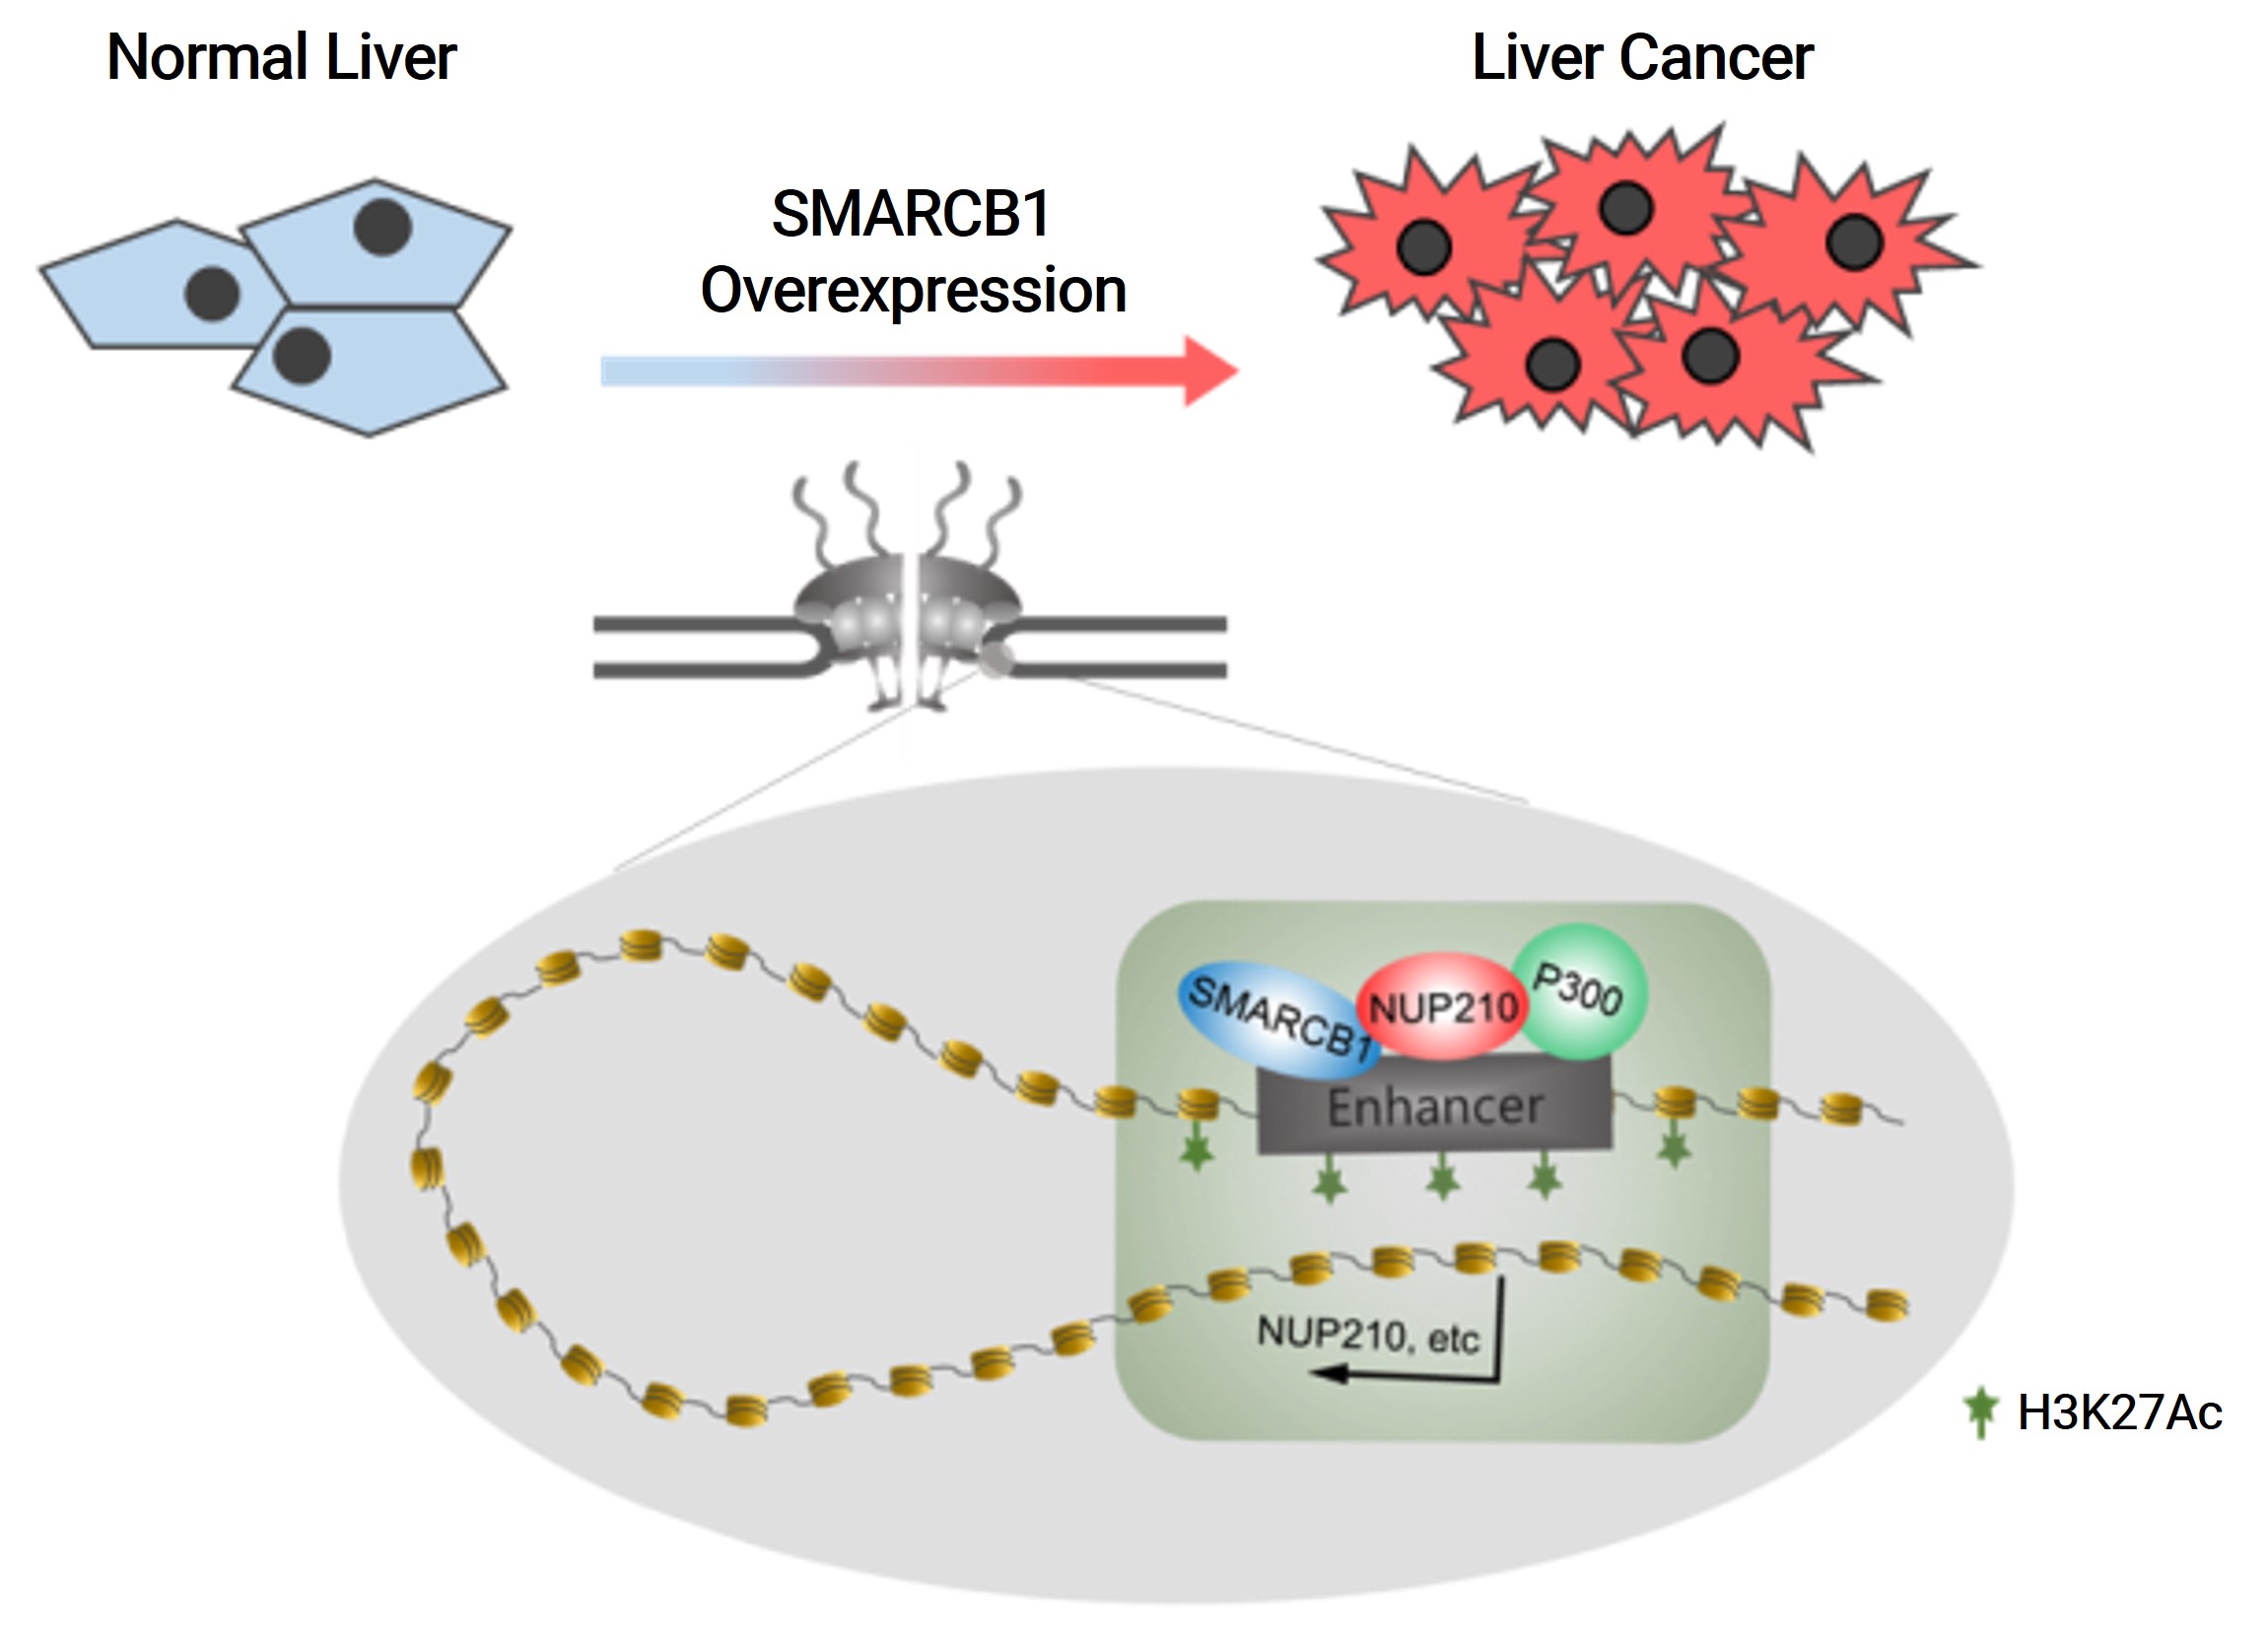 Normal Liver
Liver Cancer
SMARCB1
Overexpression
SMARCB1
NUP210
P300
Enhancer
NUP210, etc
H3K27Ac